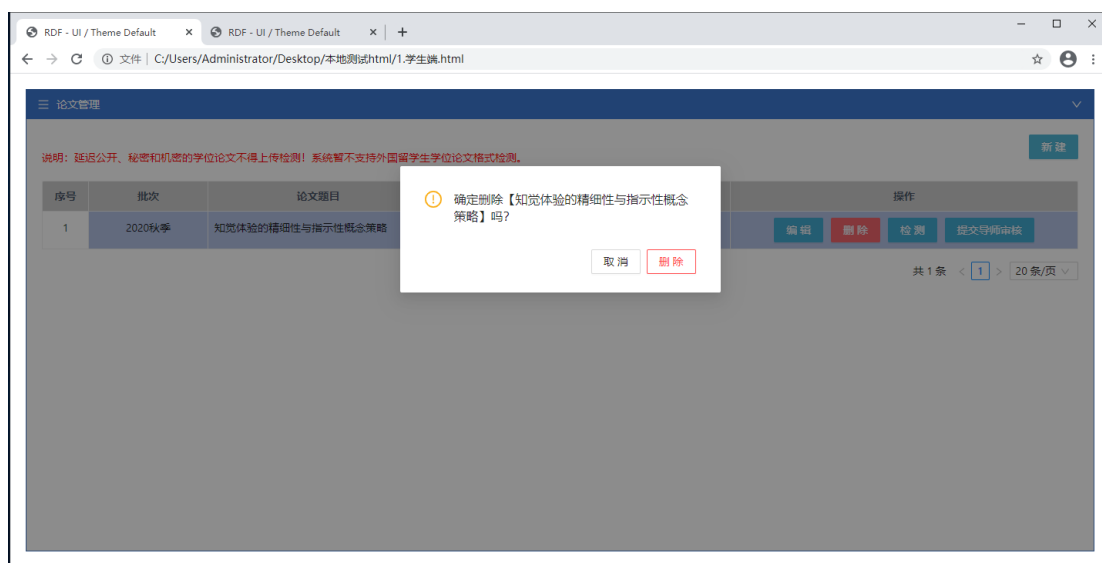 RDF - UI / Theme Default
RDF - UI / Theme Default
文件 | C:/Users/Administrator/Desktop/本地测试html/1.学生端.html
论文管理
说明：延迟公开、秘密和机密的学位论文不得上传检测！系统暂不支持外国留学生学位论文格式检测。
新 建
序号 批次 论文题目 操作
1 2020秋季 知觉体验的精细性与指示性概念策略 编 辑 删 除 检 测 提交导师审核
确定删除【知觉体验的精细性与指示性概念
策略】吗?
取 消 删 除
共 1 条 < 1 > 20 条/页